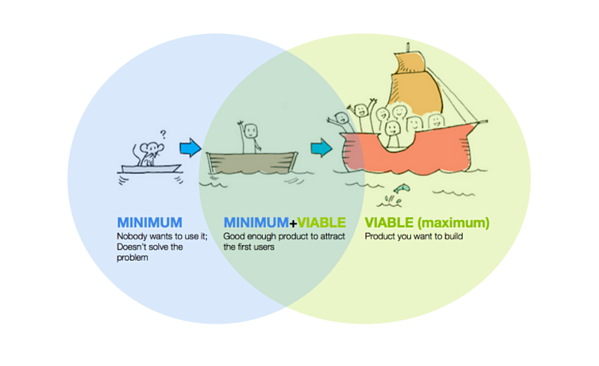 ?
MINIMUM
Nobody wants to use it;
Doesn't solve the
problem
MINIMUM+VIABLE
Good enough product to attract
the first users
VIABLE (maximum)
Product you want to build